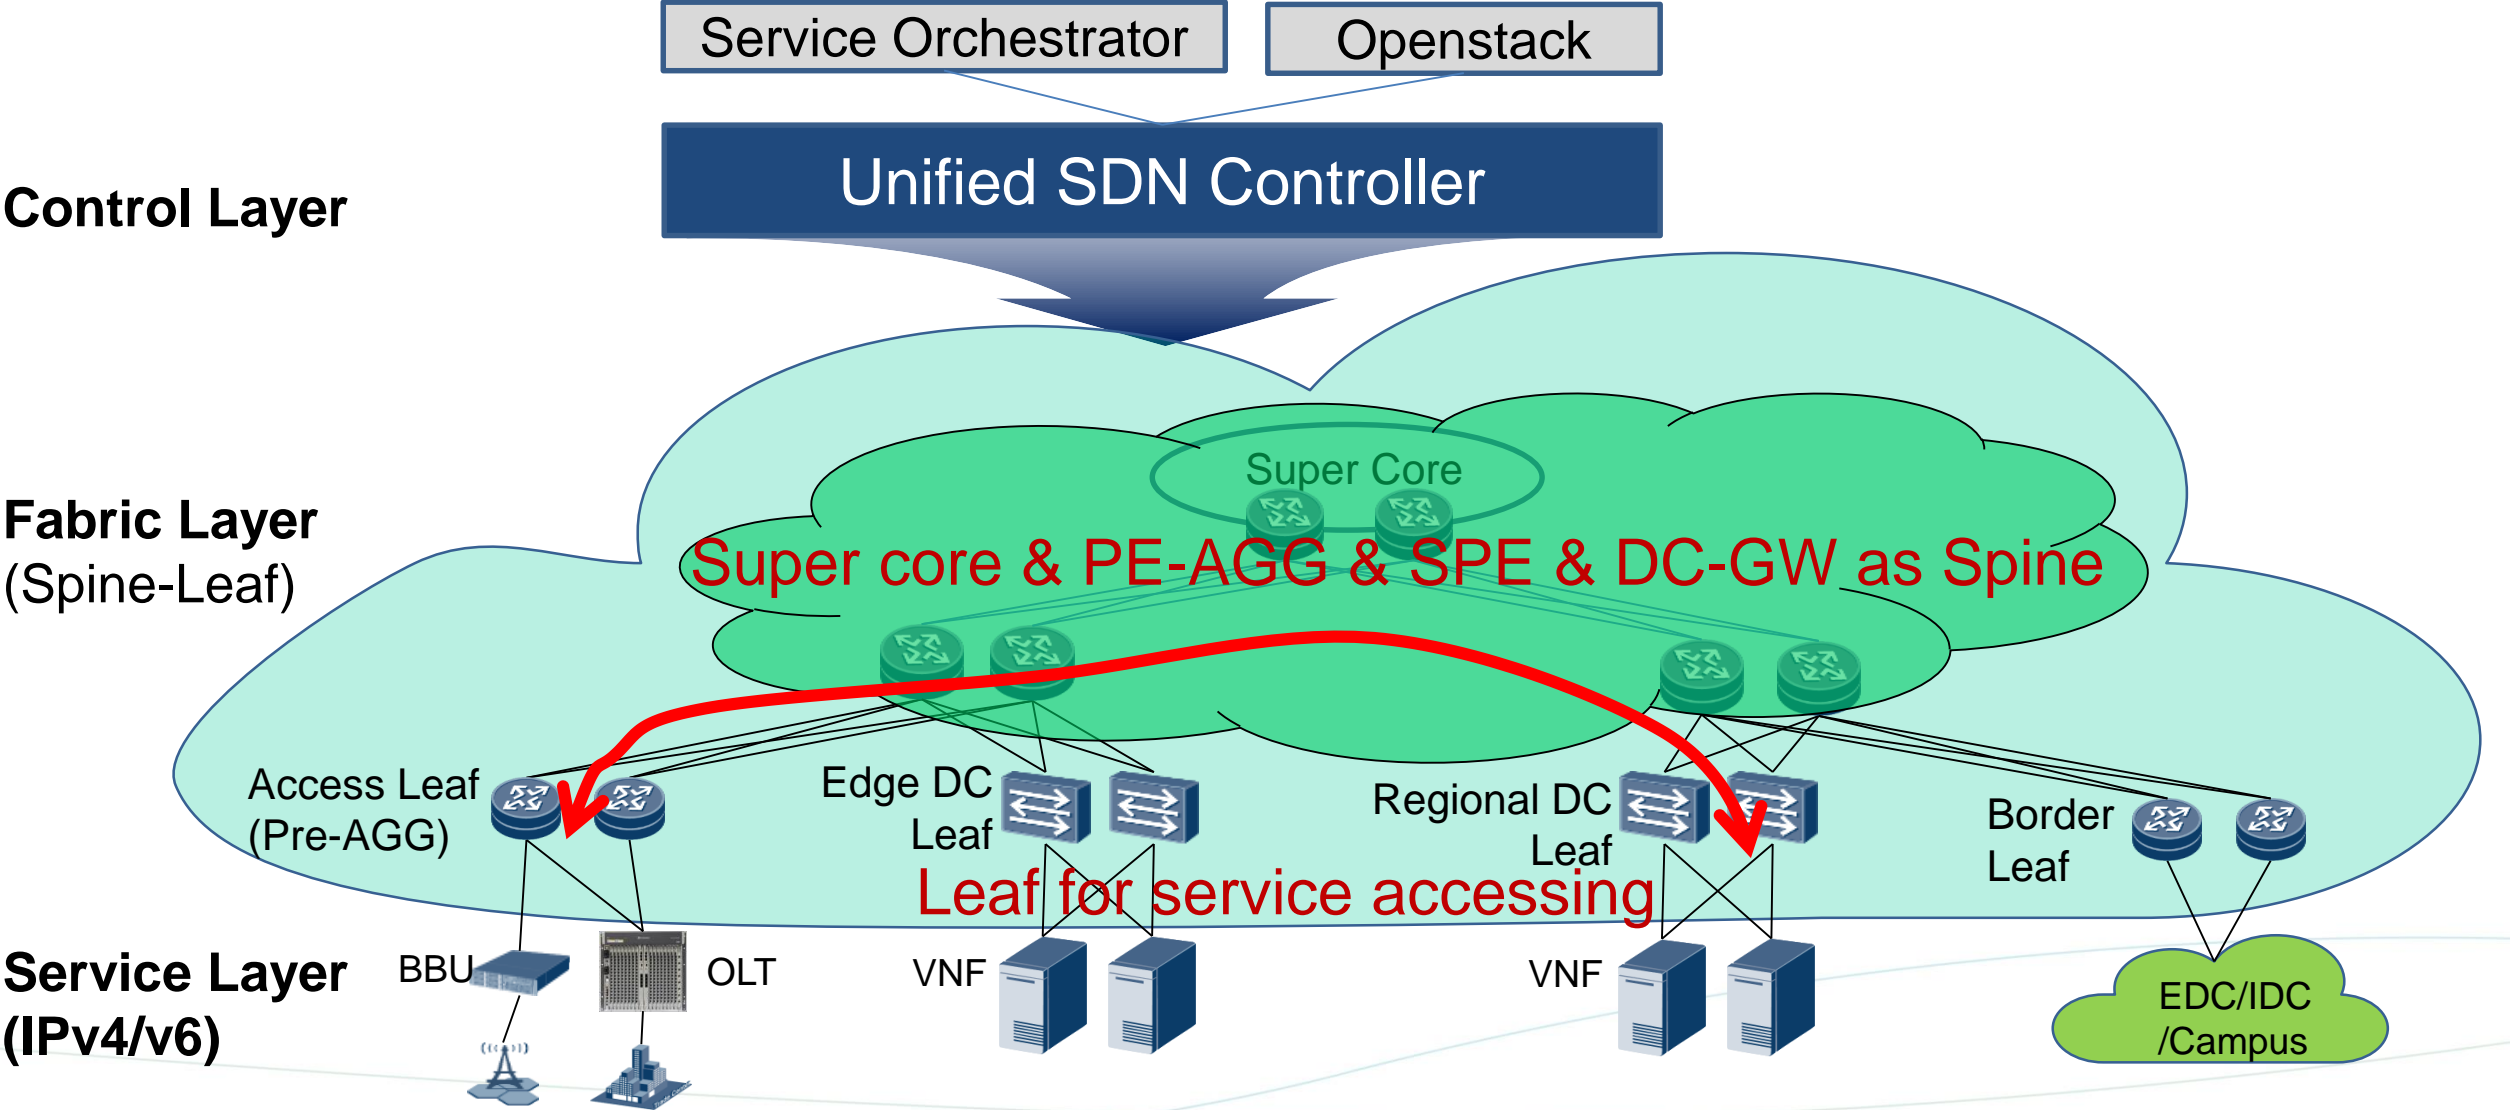 Service Orchestrator
Openstack
Unified SDN Controller
Control Layer
Super Core
Fabric Layer
(Spine-Leaf)
Super core & PE-AGG & SPE & DC-GW as Spine
Access Leaf
(Pre-AGG)
Edge DC
Leaf
Regional DC
Leaf
Border
Leaf
Leaf for service accessing
Service Layer
(IPv4/v6)
BBU
OLT
VNF
VNF
EDC/IDC
/Campus